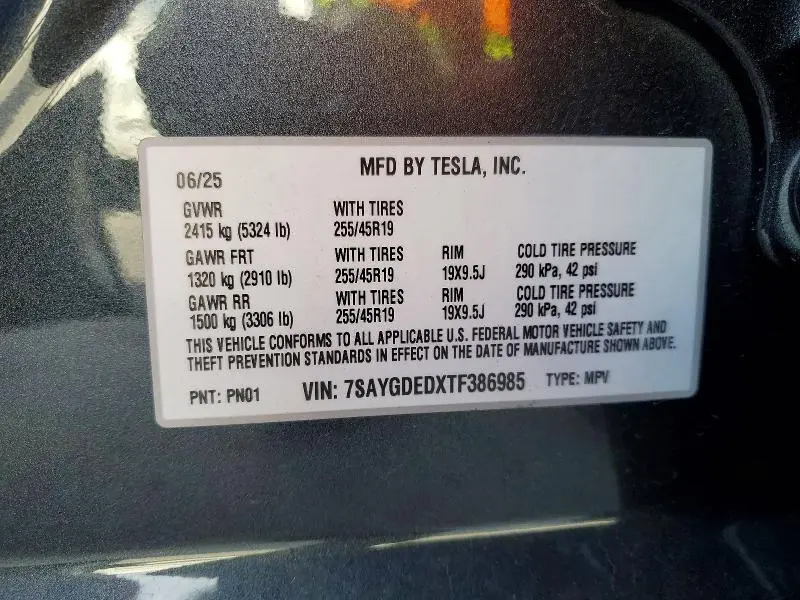 MFD BY TESLA, INC.
06/25
GVWR WITH TIRES
2415 kg (5324 lb) 255/45R19
GAWR FRT WITH TIRES RIM COLD TIRE PRESSURE
1320 kg (2910 lb) 255/45R19 19X9.5J 290 kPa, 42 psi
GAWR RR WITH TIRES RIM COLD TIRE PRESSURE
1500 kg (3306 lb) 255/45R19 19X9.5J 290 kPa, 42 psi
THIS VEHICLE CONFORMS TO ALL APPLICABLE U.S. FEDERAL MOTOR VEHICLE SAFETY AND
THEFT PREVENTION STANDARDS IN EFFECT ON THE DATE OF MANUFACTURE SHOWN ABOVE.
PNT: PN01 VIN: 7SAYGDEDXTF386985 TYPE: MPV